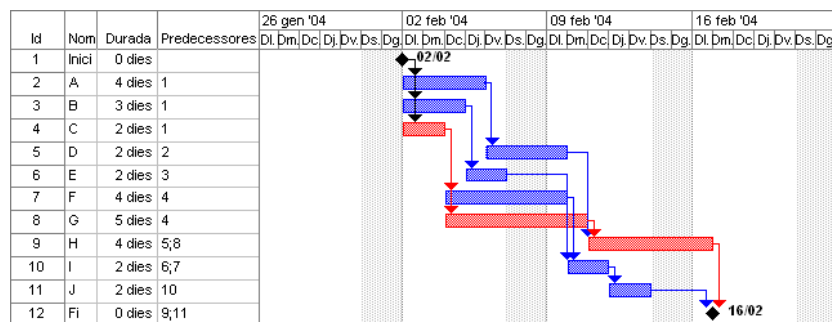 26 gen '04 02 feb '04 09 feb '04 16 feb '04
Id Nom Durada Predecessores Dl. Dm. Dc. Dj. Dv. Ds. Dg. Dl. Dm. Dc. Dj. Dv. Ds. Dg. Dl. Dm. Dc. Dj. Dv. Ds. Dg. Dl. Dm. Dc. Dj. Dv. Ds. Dg.
1 Inici 0 dies 02/02
2 A 4 dies 1
3 B 3 dies 1
4 C 2 dies 1
5 D 2 dies 2
6 E 2 dies 3
7 F 4 dies 4
8 G 5 dies 4
9 H 4 dies 5;8
10 I 2 dies 6;7
11 J 2 dies 10
12 Fi 0 dies 9;11 16/02